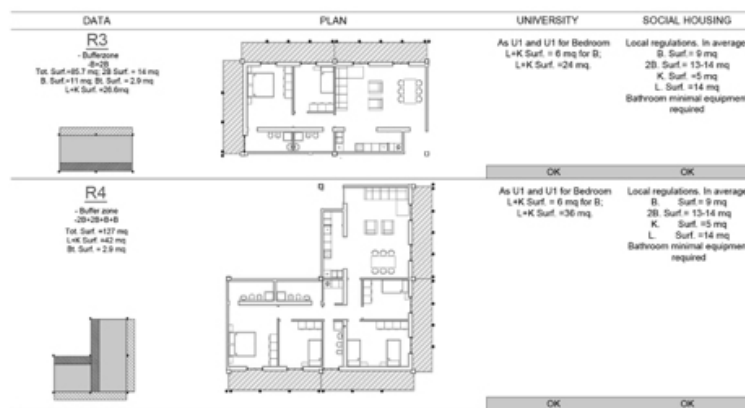 DATA PLAN UNIVERSITY SOCIAL HOUSING
R3
- Bufferzone
-B+2B
Tot. Surf.=85.7 mq; 2B Surf. = 14 mq
B. Surf.=11 mq; Bt. Surf. = 2.9 mq
L+K Surf. =26.6mq
As U1 and U1 for Bedroom
L+K Surf. = 6 mq for B;
L+K Surf. =24 mq.
Local regulations. In average
B. Surf.= 9 mq
2B. Surf.= 13-14 mq
K. Surf. =5 mq
L. Surf. =14 mq
Bathroom minimal equipment
required
OK OK
R4
- Buffer zone
-2B+2B+B+B
Tot. Surf. =127 mq
L+K Surf. =42 mq
Bt. Surf. = 2.9 mq
As U1 and U1 for Bedroom
L+K Surf. = 6 mq for B;
L+K Surf. =36 mq.
Local regulations. In average
B. Surf.= 9 mq
2B. Surf.= 13-14 mq
K. Surf. =5 mq
L. Surf. =14 mq
Bathroom minimal equipment
required
OK OK